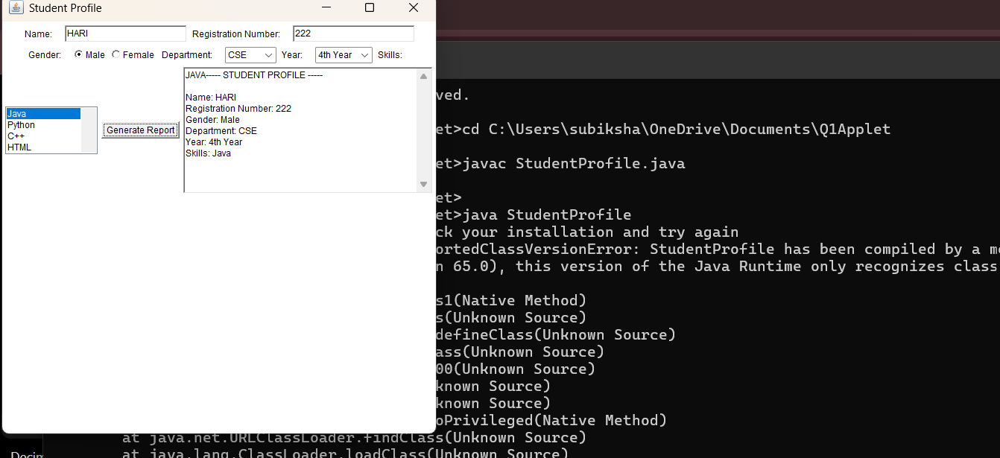 Student Profile
Name: HARI Registration Number: 222
Gender: Male Female Department: CSE Year: 4th Year Skills:
Java
Python
C++
HTML
Generate Report
JAVA----- STUDENT PROFILE -----
Name: HARI
Registration Number: 222
Gender: Male
Department: CSE
Year: 4th Year
Skills: Java
ved.
et>cd C:\Users\subiksha\OneDrive\Documents\Q1Applet
et>javac StudentProfile.java
et>
et>java StudentProfile
ck your installation and try again
ortedClassVersionError: StudentProfile has been compiled by a m
n 65.0), this version of the Java Runtime only recognizes class
s1(Native Method)
s(Unknown Source)
defineClass(Unknown Source)
ass(Unknown Source)
00(Unknown Source)
known Source)
known Source)
oPrivileged(Native Method)
at java.net.URLClassLoader.findClass(Unknown Source)
at java.lang.ClassLoader.loadClass(Unknown Source)